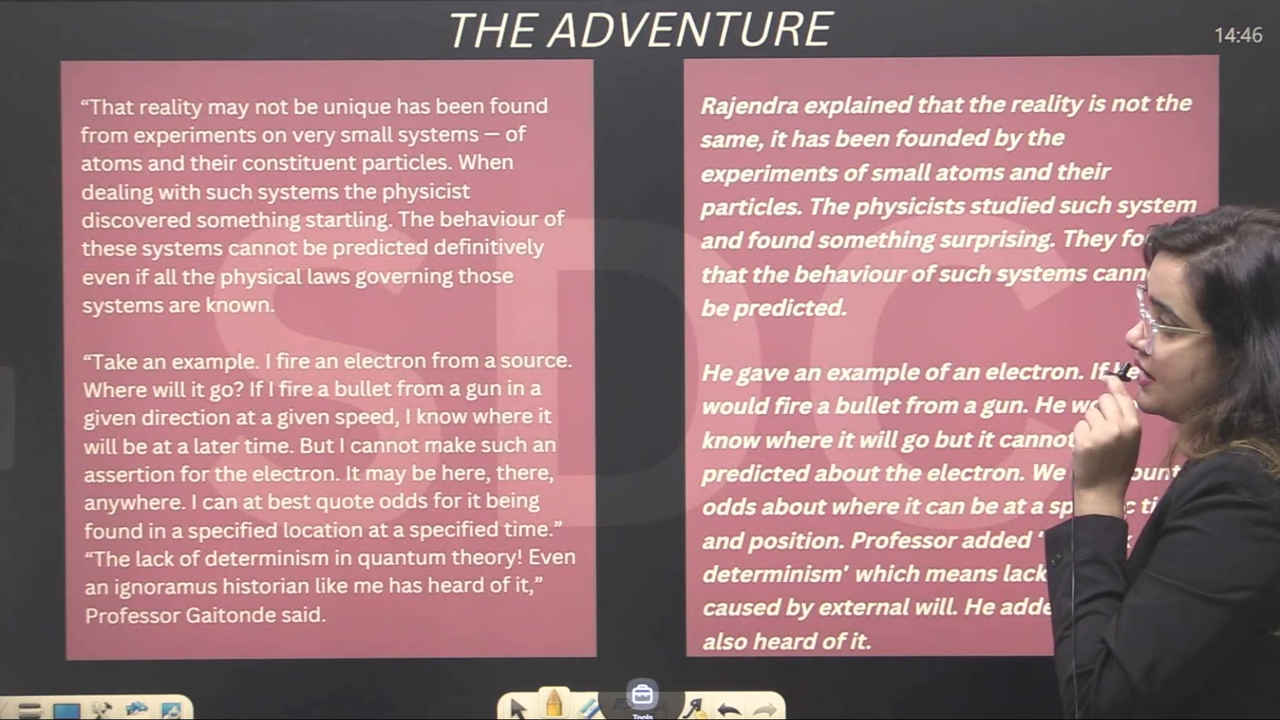 THE ADVENTURE
14:46
“That reality may not be unique has been found
from experiments on very small systems — of
atoms and their constituent particles. When
dealing with such systems the physicist
discovered something startling. The behaviour of
these systems cannot be predicted definitively
even if all the physical laws governing those
systems are known.
“Take an example. I fire an electron from a source.
Where will it go? If I fire a bullet from a gun in a
given direction at a given speed, I know where it
will be at a later time. But I cannot make such an
assertion for the electron. It may be here, there,
anywhere. I can at best quote odds for it being
found in a specified location at a specified time.”
“The lack of determinism in quantum theory! Even
an ignoramus historian like me has heard of it,”
Professor Gaitonde said.
Rajendra explained that the reality is not the
same, it has been founded by the
experiments of small atoms and their
particles. The physicists studied such system
and found something surprising. They
that the behaviour of such systems
be predicted.
He gave an example of an electron. If
would fire a bullet from a gun. He
know where it will go but it cannot
predicted about the electron. We
odds about where it can be at a
and position. Professor added
determinism' which means lack
caused by external will. He
also heard of it.
SDC
Tools